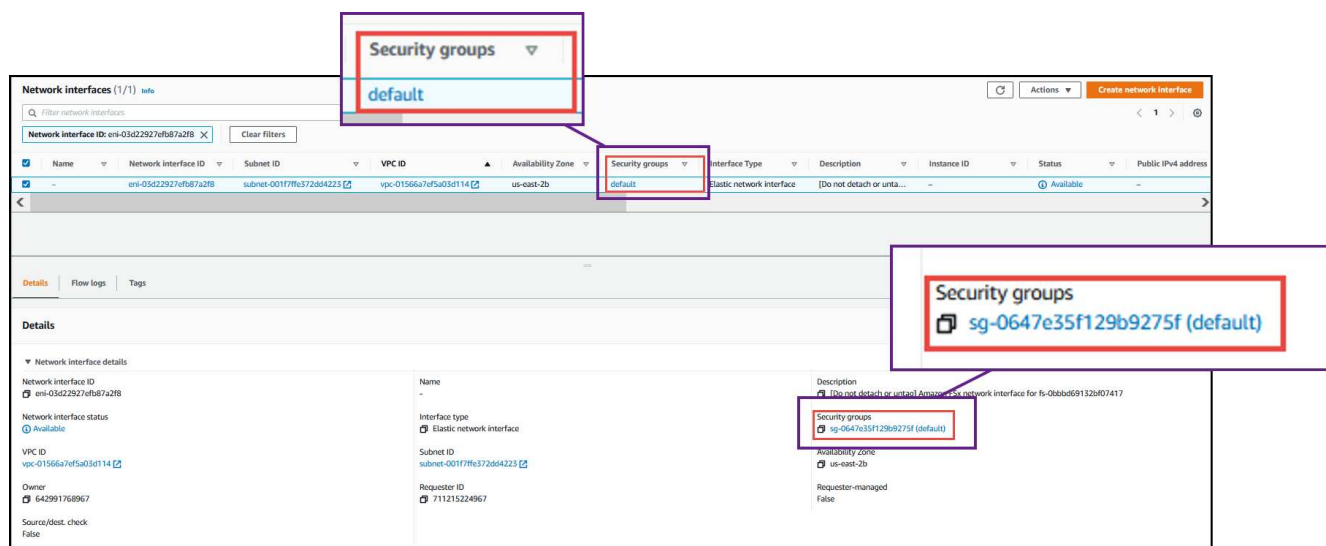 Security groups
default
Network interfaces (1/1) Info
Actions
Create network interface
Filter network interfaces
1
Network interface ID: eni-03d22927efb87a2f8
Clear filters
Name Network interface ID Subnet ID VPC ID Availability Zone Security groups Interface Type Description Instance ID Status Public IPv4 address
– eni-03d22927efb87a2f8 subnet-001f7ffe372dd4223 vpc-01566a7ef5a03d114 us-east-2b default Elastic network interface [Do not detach or unta... – Available –
Security groups
sg-0647e35f129b9275f (default)
Details Flow logs Tags
Details
Network interface details
Network interface ID
eni-03d22927efb87a2f8
Name
-
Description
[Do not detach or untag] Amazon FSx network interface for fs-0bbbd69132bf07417
Network interface status
Available
Interface type
Elastic network interface
Security groups
sg-0647e35f129b9275f (default)
VPC ID
vpc-01566a7ef5a03d114
Subnet ID
subnet-001f7ffe372dd4223
Availability Zone
us-east-2b
Owner
642991768967
Requester ID
711215224967
Requester-managed
False
Source/dest. check
False